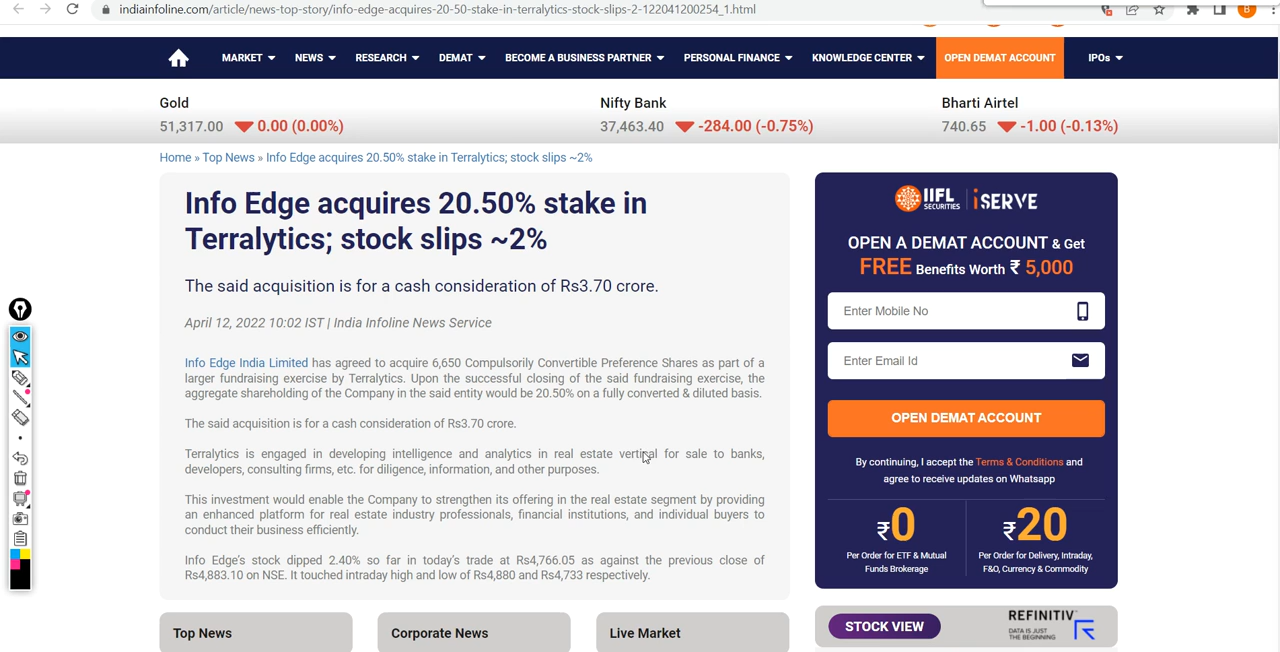 indiainfoline.com/article/news-top-story/info-edge-acquires-20-50-stake-in-terralytics-stock-slips-2-122041200254_1.html
B
MARKET NEWS RESEARCH DEMAT BECOME A BUSINESS PARTNER PERSONAL FINANCE KNOWLEDGE CENTER OPEN DEMAT ACCOUNT IPOs
Gold
51,317.00 0.00 (0.00%)
Nifty Bank
37,463.40 -284.00 (-0.75%)
Bharti Airtel
740.65 -1.00 (-0.13%)
Home » Top News » Info Edge acquires 20.50% stake in Terralytics; stock slips ~2%
Info Edge acquires 20.50% stake in
Terralytics; stock slips ~2%
The said acquisition is for a cash consideration of Rs3.70 crore.
April 12, 2022 10:02 IST | India Infoline News Service
Info Edge India Limited has agreed to acquire 6,650 Compulsorily Convertible Preference Shares as part of a
larger fundraising exercise by Terralytics. Upon the successful closing of the said fundraising exercise, the
aggregate shareholding of the Company in the said entity would be 20.50% on a fully converted & diluted basis.
The said acquisition is for a cash consideration of Rs3.70 crore.
Terralytics is engaged in developing intelligence and analytics in real estate vertical for sale to banks,
developers, consulting firms, etc. for diligence, information, and other purposes.
This investment would enable the Company to strengthen its offering in the real estate segment by providing
an enhanced platform for real estate industry professionals, financial institutions, and individual buyers to
conduct their business efficiently.
Info Edge's stock dipped 2.40% so far in today's trade at Rs4,766.05 as against the previous close of
Rs4,883.10 on NSE. It touched intraday high and low of Rs4,880 and Rs4,733 respectively.
Top News
Corporate News
Live Market
IIFL SECURITIES | iSERVE
OPEN A DEMAT ACCOUNT & Get
FREE Benefits Worth ₹ 5,000
Enter Mobile No
Enter Email Id
OPEN DEMAT ACCOUNT
By continuing, I accept the Terms & Conditions and
agree to receive updates on Whatsapp
₹0
Per Order for ETF & Mutual
Funds Brokerage
₹20
Per Order for Delivery, Intraday,
F&O, Currency & Commodity
STOCK VIEW
REFINITIV
DATA IS JUST
THE BEGINNING